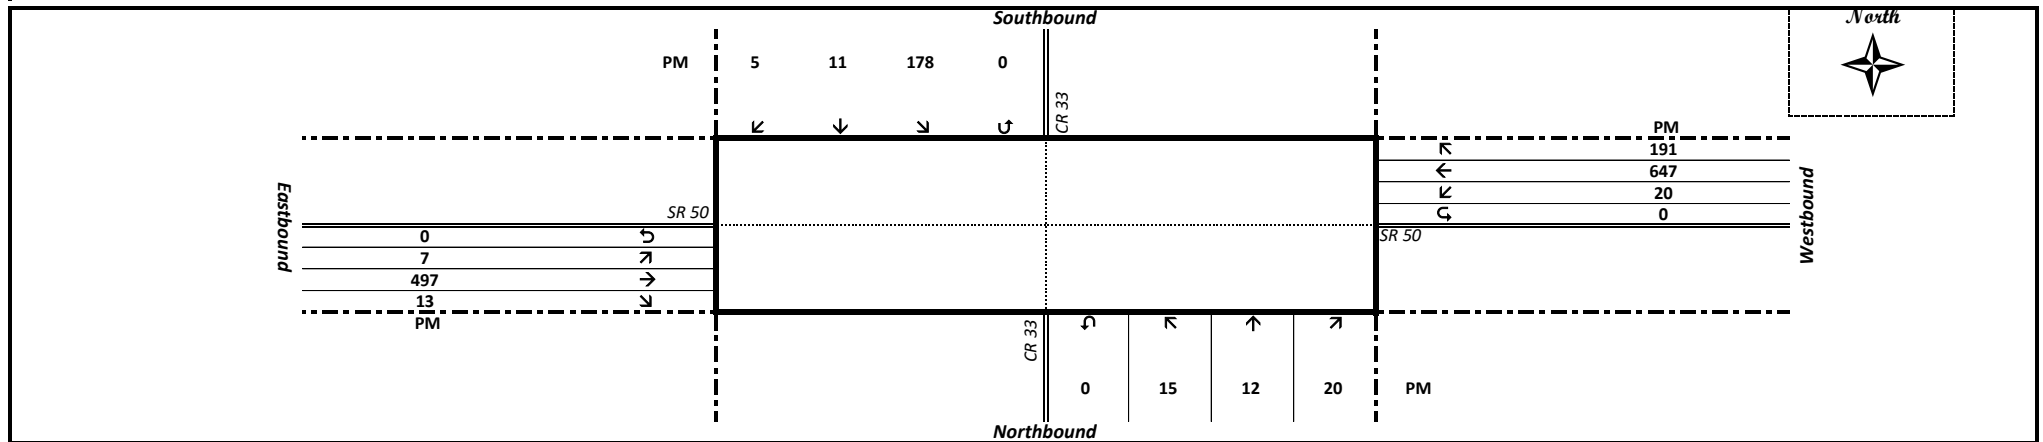 Southbound
North
PM 5 11 178 0
CR 33
PM
191
647
20
0
SR 50
Westbound
Eastbound
SR 50
0
7
497
13
PM
CR 33
0 15 12 20 PM
Northbound